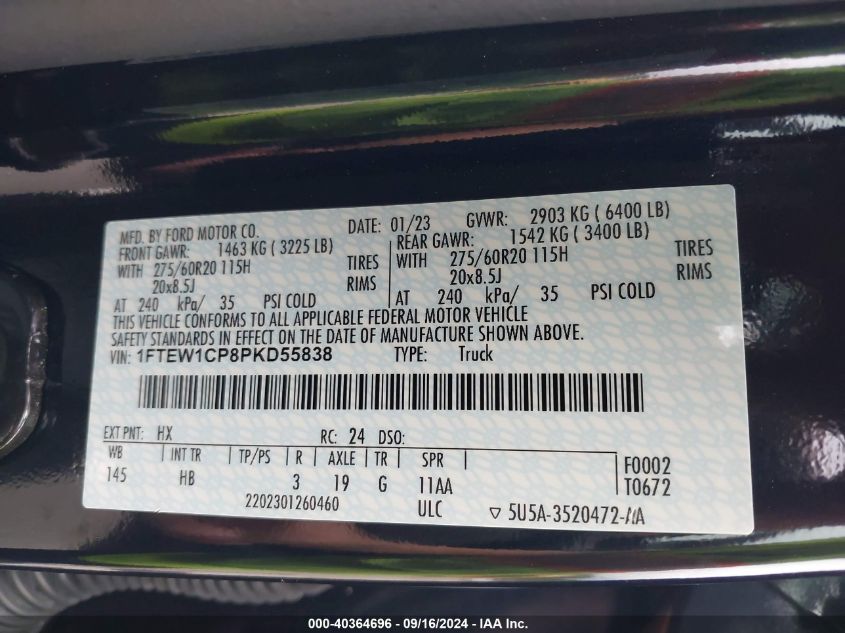 MFD. BY FORD MOTOR CO. DATE: 01/23 GVWR: 2903 KG ( 6400 LB)
FRONT GAWR: 1463 KG ( 3225 LB) REAR GAWR: 1542 KG ( 3400 LB)
WITH 275/60R20 115H TIRES WITH 275/60R20 115H TIRES
20x8.5J RIMS 20x8.5J RIMS
AT 240 kPa/ 35 PSI COLD AT 240 kPa/ 35 PSI COLD
THIS VEHICLE CONFORMS TO ALL APPLICABLE FEDERAL MOTOR VEHICLE
SAFETY STANDARDS IN EFFECT ON THE DATE OF MANUFACTURE SHOWN ABOVE.
VIN: 1FTEW1CP8PKD55838 TYPE: Truck
EXT PNT: HX RC: 24 DSO:
WB INT TR TP/PS R AXLE TR SPR F0002
145 HB 3 19 G 11AA T0672
2202301260460 ULC ▽ 5U5A-3520472-AA
000-40364696 - 09/16/2024 - IAA Inc.